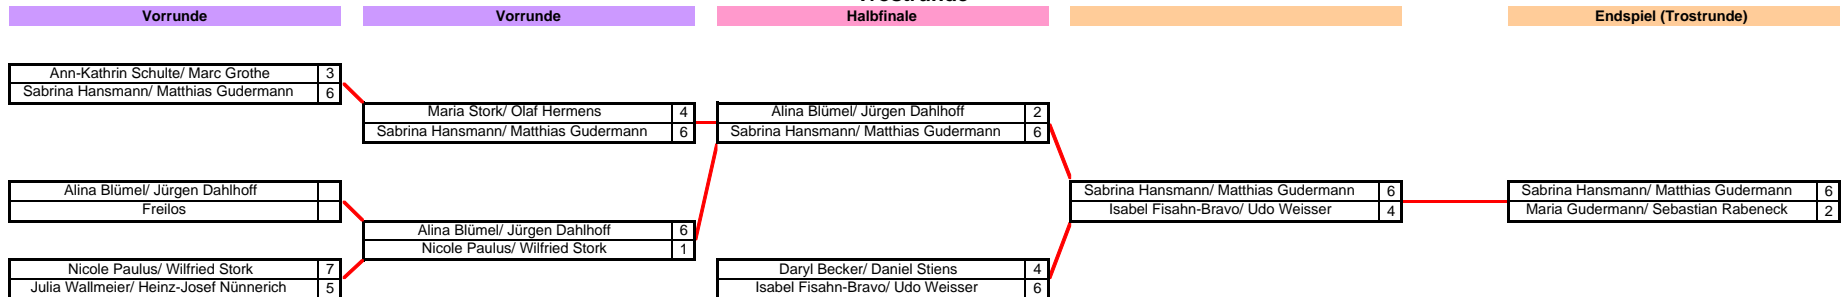 Trostrunde
Vorrunde
Vorrunde
Halbfinale
Endspiel (Trostrunde)
Ann-Kathrin Schulte/ Marc Grothe 3
Sabrina Hansmann/ Matthias Gudermann 6
Maria Stork/ Olaf Hermens 4
Sabrina Hansmann/ Matthias Gudermann 6
Alina Blümel/ Jürgen Dahlhoff 2
Sabrina Hansmann/ Matthias Gudermann 6
Alina Blümel/ Jürgen Dahlhoff
Freilos
Sabrina Hansmann/ Matthias Gudermann 6
Isabel Fisahn-Bravo/ Udo Weisser 4
Sabrina Hansmann/ Matthias Gudermann 6
Maria Gudermann/ Sebastian Rabeneck 2
Alina Blümel/ Jürgen Dahlhoff 6
Nicole Paulus/ Wilfried Stork 1
Nicole Paulus/ Wilfried Stork 7
Julia Wallmeier/ Heinz-Josef Nünnerich 5
Daryl Becker/ Daniel Stiens 4
Isabel Fisahn-Bravo/ Udo Weisser 6